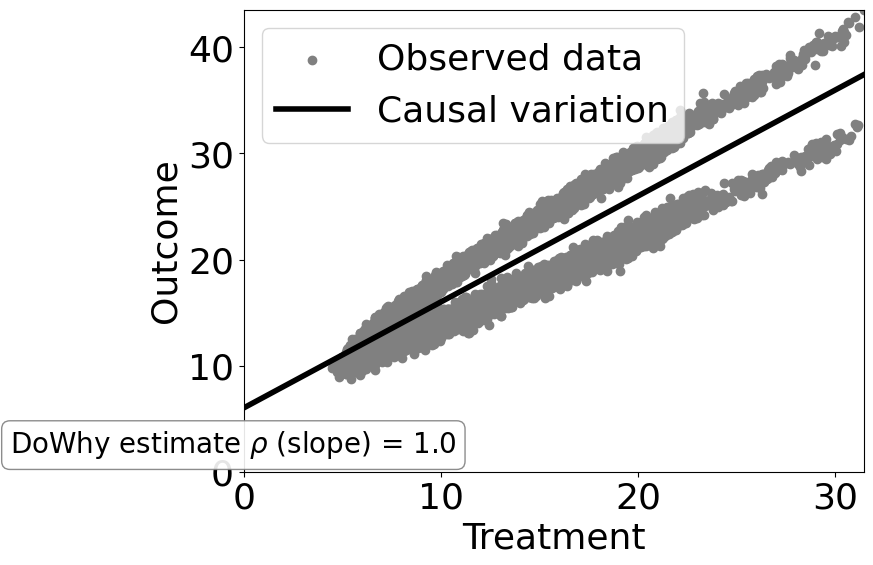 40
30
20
10
0
Outcome
Observed data
Causal variation
DoWhy estimate ρ (slope) = 1.0
0 10 20 30
Treatment